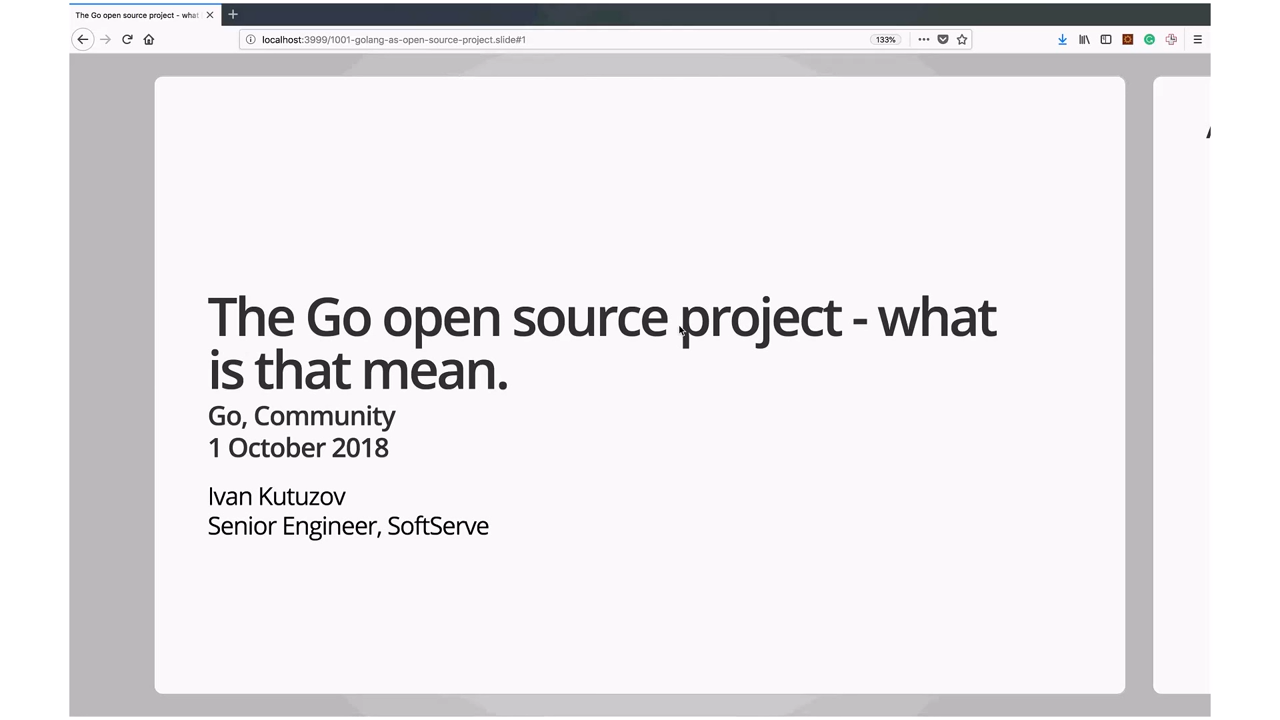 The Go open source project - what
localhost:3999/1001-golang-as-open-source-project.slide#1
133%
The Go open source project - what
is that mean.
Go, Community
1 October 2018
Ivan Kutuzov
Senior Engineer, SoftServe